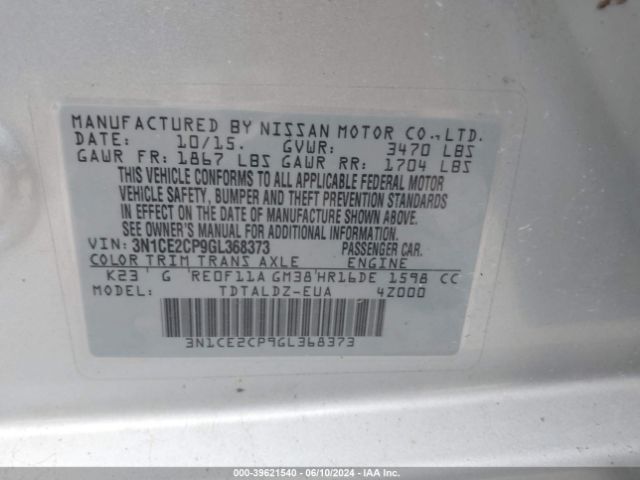 MANUFACTURED BY NISSAN MOTOR CO.,LTD.
DATE: 10/15. GVWR: 3470 LBS
GAWR FR: 1867 LBS GAWR RR: 1704 LBS
THIS VEHICLE CONFORMS TO ALL APPLICABLE FEDERAL MOTOR
VEHICLE SAFETY, BUMPER AND THEFT PREVENTION STANDARDS
IN EFFECT ON THE DATE OF MANUFACTURE SHOWN ABOVE.
SEE OWNER'S MANUAL FOR ADDITIONAL INFORMATION.
VIN: 3N1CE2CP9GL368373 PASSENGER CAR.
COLOR TRIM TRANS AXLE ENGINE
K23 G RE0F11A GM38 HR16DE 1598 CC
MODEL: TDTALDZ-EUA 4Z000
3N1CE2CP9GL368373
000-39621540 - 06/10/2024 - IAA Inc.